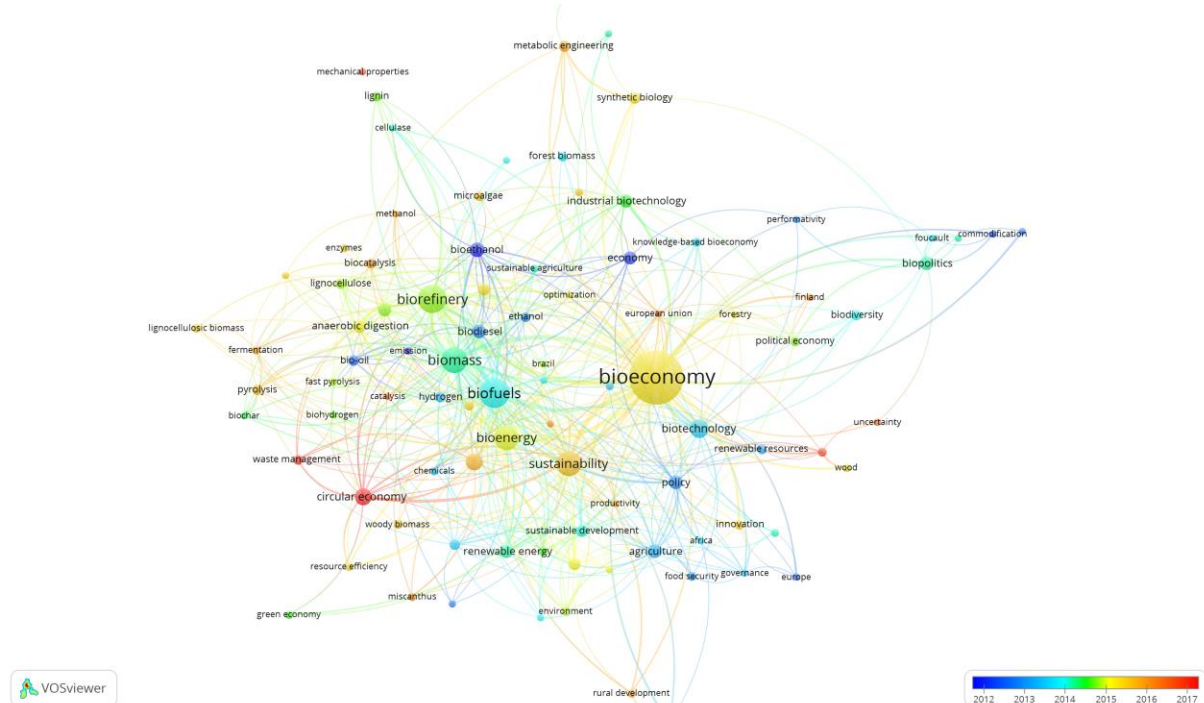 metabolic engineering
mechanical properties
lignin
synthetic biology
cellulase
forest biomass
microalgae
industrial biotechnology
methanol
performativity
commodification
foucault
knowledge-based bioeconomy
enzymes
bioethanol
economy
biocatalysis
sustainable agriculture
biopolitics
lignocellulose
optimization
finland
biorefinery
european union
forestry
biodiversity
ethanol
lignocellulosic biomass
anaerobic digestion
biodiesel
political economy
fermentation
emission
bio-oil
biomass
brazil
bioeconomy
fast pyrolysis
pyrolysis
catalysis
hydrogen
biofuels
biochar
biohydrogen
uncertainty
biotechnology
bioenergy
renewable resources
waste management
sustainability
wood
chemicals
policy
circular economy
productivity
woody biomass
sustainable development
innovation
africa
renewable energy
agriculture
resource efficiency
food security
governance
europe
miscanthus
green economy
environment
rural development
VOSviewer
2012 2013 2014 2015 2016 2017